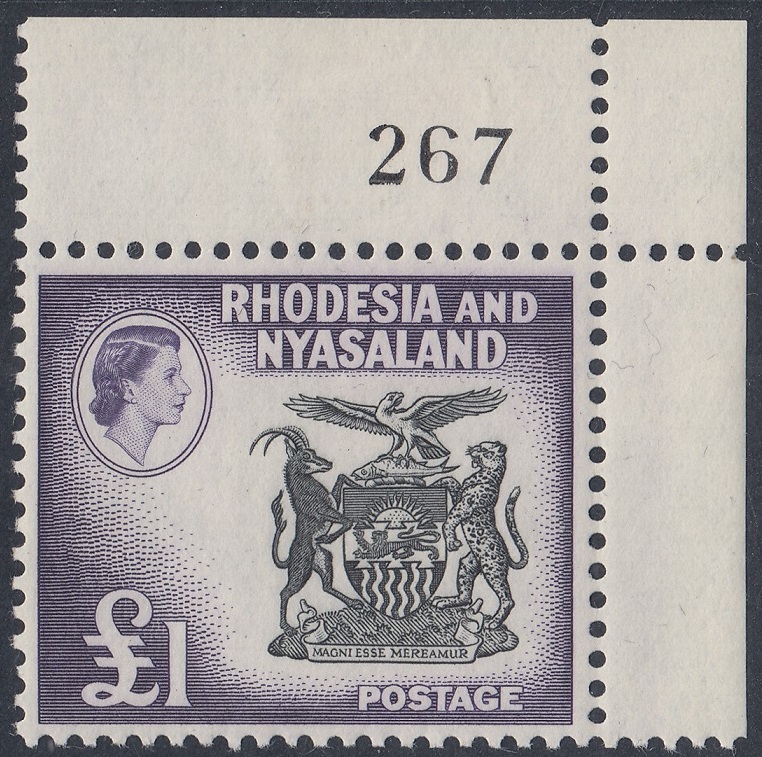 267
RHODESIA AND
NYASALAND
MAGNI ESSE MEREAMUR
£1
POSTAGE